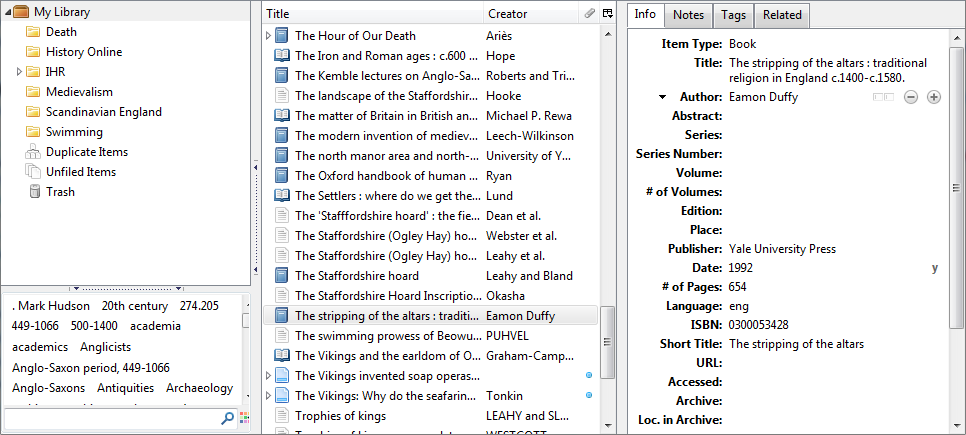 My Library
Death
History Online
IHR
Medievalism
Scandinavian England
Swimming
Duplicate Items
Unfiled Items
Trash
. Mark Hudson 20th century 274.205
449-1066 500-1400 academia
academics Anglicists
Anglo-Saxon period, 449-1066
Anglo-Saxons Antiquities Archaeology
Title Creator
The Hour of Our Death Ariès
The Iron and Roman ages : c.600 ... Hope
The Kemble lectures on Anglo-Sa... Roberts and Tri...
The landscape of the Staffordshir... Hooke
The matter of Britain in British an... Michael P. Rewa
The modern invention of mediev... Leech-Wilkinson
The north manor area and north-... University of Y...
The Oxford handbook of human ... Ryan
The Settlers : where do we get the... Lund
The 'Stafffordshire hoard' : the fie... Dean et al.
The Staffordshire (Ogley Hay) ho... Webster et al.
The Staffordshire (Ogley Hay) ho... Leahy et al.
The Staffordshire hoard Leahy and Bland
The Staffordshire Hoard Inscriptio... Okasha
The stripping of the altars : traditi... Eamon Duffy
The swimming prowess of Beowu... PUHVEL
The Vikings and the earldom of O... Graham-Camp...
The Vikings invented soap operas...
The Vikings: Why do the seafarin... Tonkin
Trophies of kings LEAHY and SL...
Info Notes Tags Related
Item Type: Book
Title: The stripping of the altars : traditional
religion in England c.1400-c.1580.
Author: Eamon Duffy
Abstract:
Series:
Series Number:
Volume:
# of Volumes:
Edition:
Place:
Publisher: Yale University Press
Date: 1992 y
# of Pages: 654
Language: eng
ISBN: 0300053428
Short Title: The stripping of the altars
URL:
Accessed:
Archive:
Loc. in Archive: